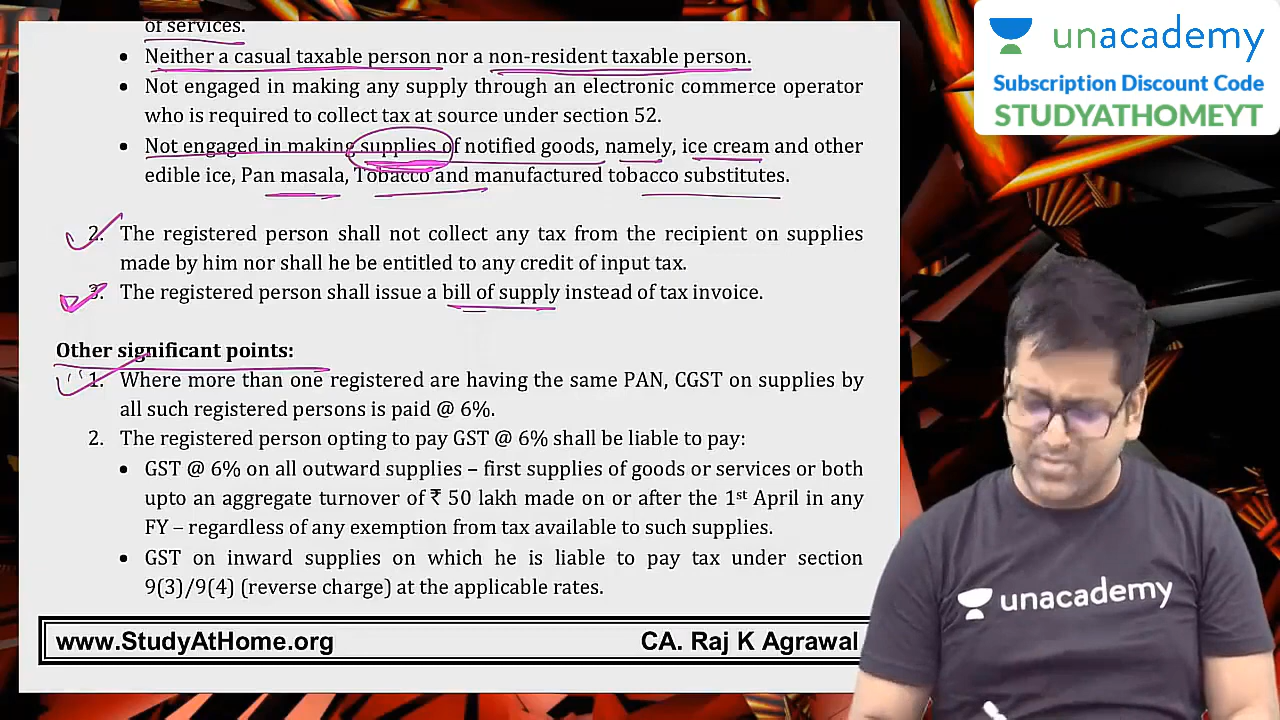 of services.
• Neither a casual taxable person nor a non-resident taxable person.
• Not engaged in making any supply through an electronic commerce operator
who is required to collect tax at source under section 52.
• Not engaged in making supplies of notified goods, namely, ice cream and other
edible ice, Pan masala, Tobacco and manufactured tobacco substitutes.
2. The registered person shall not collect any tax from the recipient on supplies
made by him nor shall he be entitled to any credit of input tax.
3. The registered person shall issue a bill of supply instead of tax invoice.
Other significant points:
1. Where more than one registered are having the same PAN, CGST on supplies by
all such registered persons is paid @ 6%.
2. The registered person opting to pay GST @ 6% shall be liable to pay:
• GST @ 6% on all outward supplies – first supplies of goods or services or both
upto an aggregate turnover of ₹ 50 lakh made on or after the 1st April in any
FY – regardless of any exemption from tax available to such supplies.
• GST on inward supplies on which he is liable to pay tax under section
9(3)/9(4) (reverse charge) at the applicable rates.
www.StudyAtHome.org CA. Raj K Agrawal
unacademy
Subscription Discount Code
STUDYATHOMEYT
unacademy